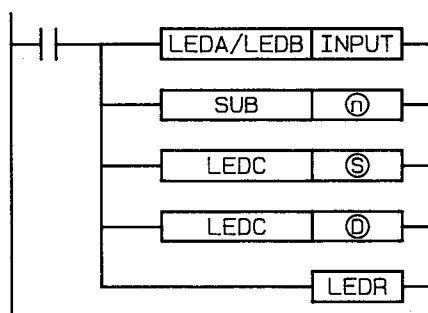 LEDA/LEDB INPUT
SUB ⓝ
LEDC Ⓢ
LEDC Ⓓ
LEDR